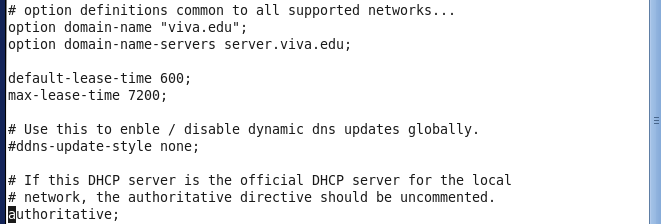 # option definitions common to all supported networks...
option domain-name "viva.edu";
option domain-name-servers server.viva.edu;
default-lease-time 600;
max-lease-time 7200;
# Use this to enble / disable dynamic dns updates globally.
#ddns-update-style none;
# If this DHCP server is the official DHCP server for the local
# network, the authoritative directive should be uncommented.
authoritative;